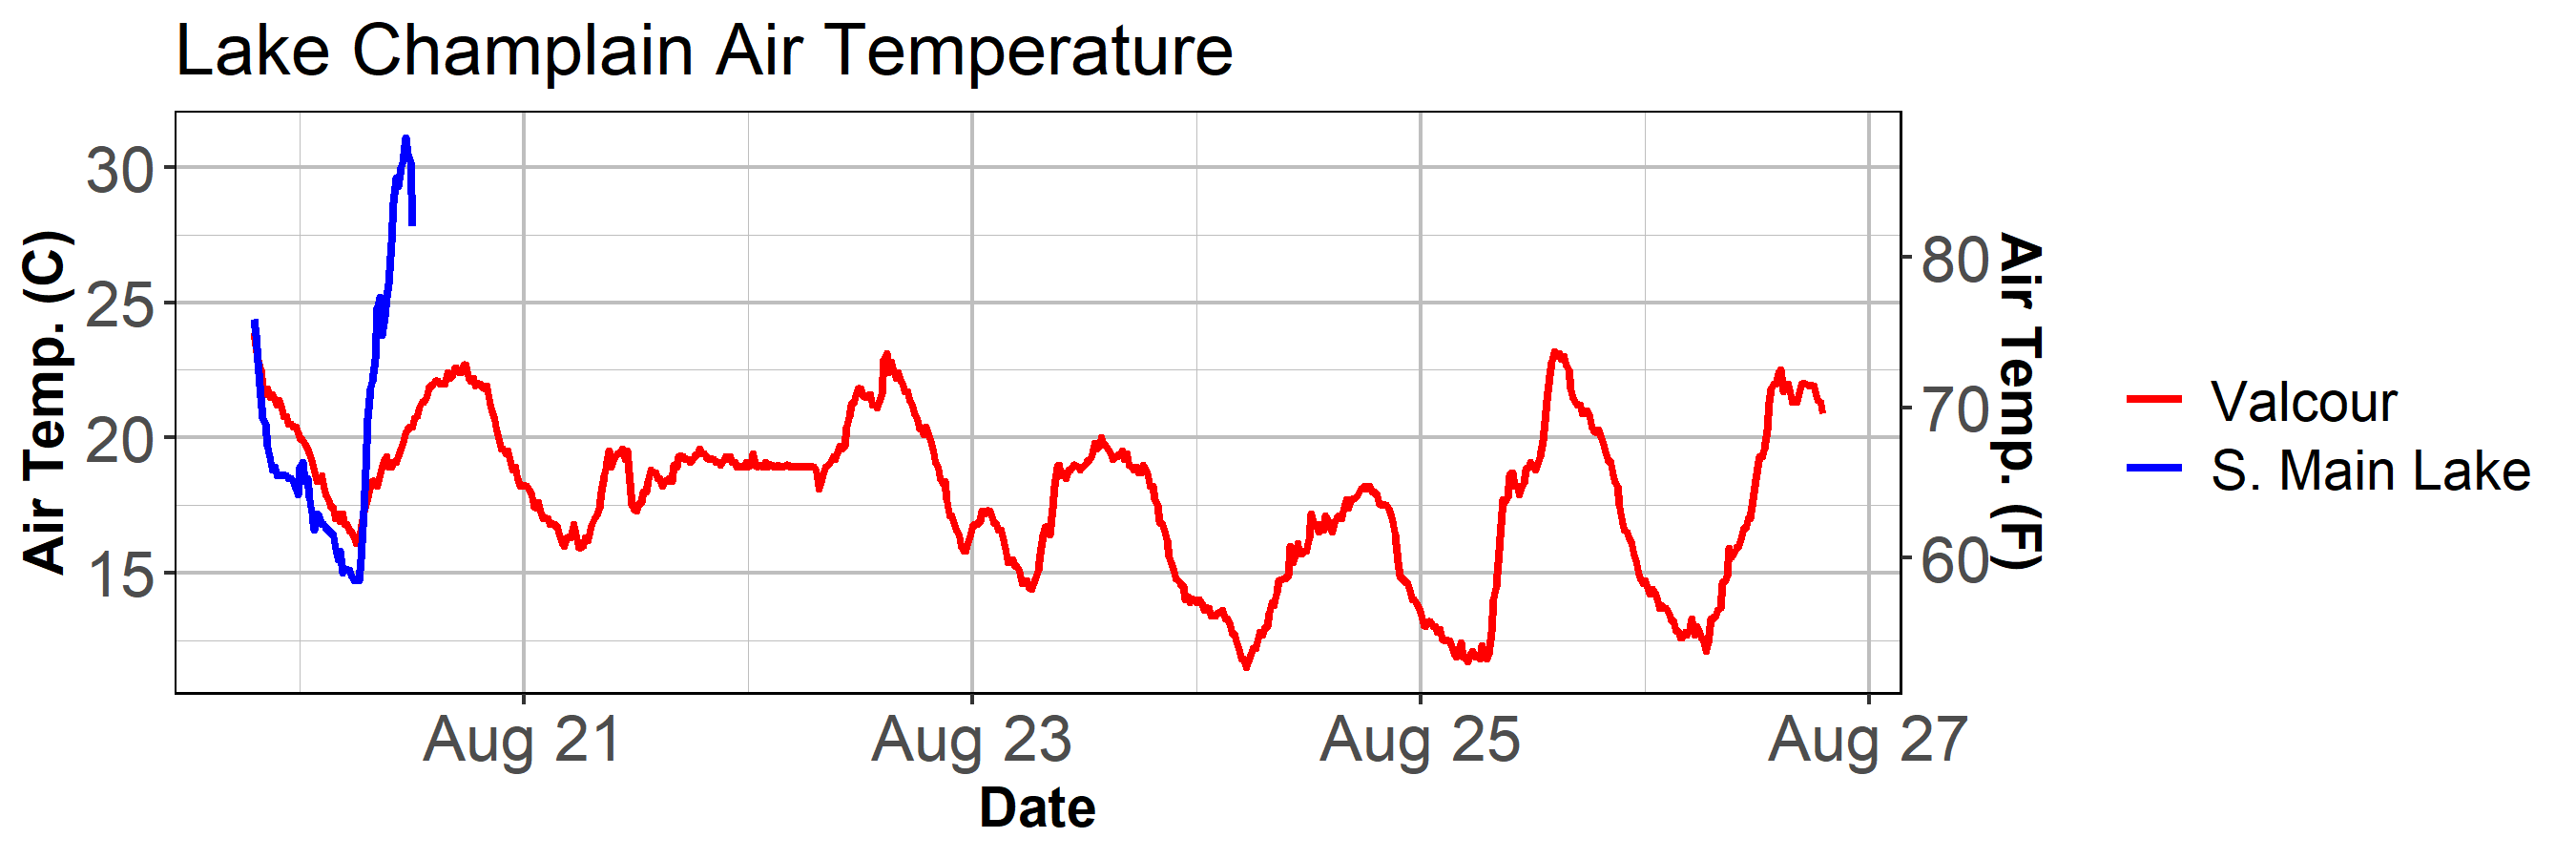 Lake Champlain Air Temperature
Air Temp. (C)
30
25
20
15
80
70
60
Air Temp. (F)
Aug 21
Aug 23
Aug 25
Aug 27
Date
Valcour
S. Main Lake